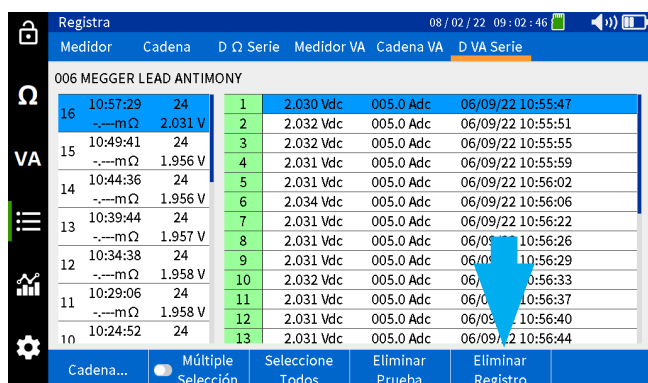 Registra 08/02/22 09:02:46
Medidor Cadena D Ω Serie Medidor VA Cadena VA D VA Serie
006 MEGGER LEAD ANTIMONY
Ω
VA
16 10:57:29 24
-.---mΩ 2.031 V
15 10:49:41 24
-.---mΩ 1.956 V
14 10:44:36 24
-.---mΩ 1.956 V
13 10:39:44 24
-.---mΩ 1.957 V
12 10:34:38 24
-.---mΩ 1.958 V
11 10:29:06 24
-.---mΩ 1.958 V
10 10:24:52 24
1 2.030 Vdc 005.0 Adc 06/09/22 10:55:47
2 2.032 Vdc 005.0 Adc 06/09/22 10:55:51
3 2.032 Vdc 005.0 Adc 06/09/22 10:55:55
4 2.031 Vdc 005.0 Adc 06/09/22 10:55:59
5 2.031 Vdc 005.0 Adc 06/09/22 10:56:02
6 2.034 Vdc 005.0 Adc 06/09/22 10:56:06
7 2.031 Vdc 005.0 Adc 06/09/22 10:56:22
8 2.031 Vdc 005.0 Adc 10:56:26
9 2.031 Vdc 005.0 Adc 10:56:29
10 2.032 Vdc 005.0 Adc 10:56:33
11 2.031 Vdc 005.0 Adc 10:56:37
12 2.031 Vdc 005.0 Adc 10:56:40
13 2.031 Vdc 005.0 Adc 10:56:44
Cadena...
Múltiple
Selección
Seleccione
Todos
Eliminar
Prueba
Eliminar
Registro